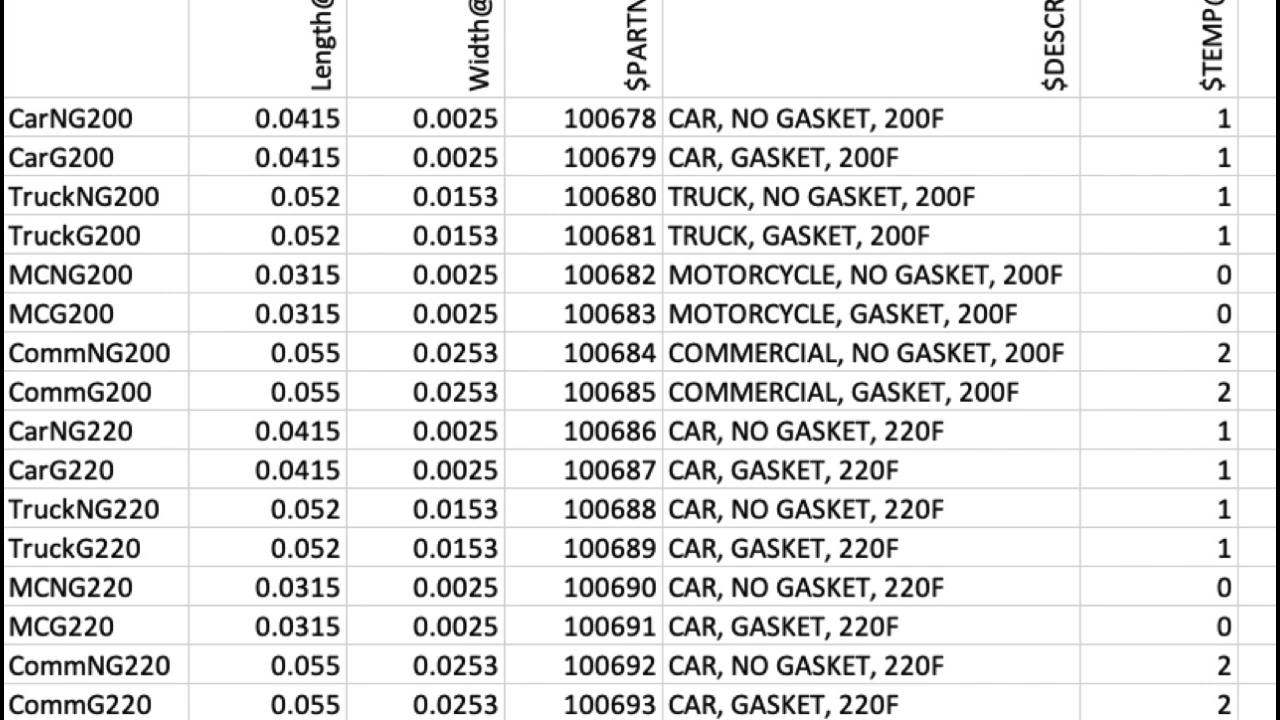 Length@ Width@ $PARTN $DESCR $TEMP@
CarNG200 0.0415 0.0025 100678 CAR, NO GASKET, 200F 1
CarG200 0.0415 0.0025 100679 CAR, GASKET, 200F 1
TruckNG200 0.052 0.0153 100680 TRUCK, NO GASKET, 200F 1
TruckG200 0.052 0.0153 100681 TRUCK, GASKET, 200F 1
MCNG200 0.0315 0.0025 100682 MOTORCYCLE, NO GASKET, 200F 0
MCG200 0.0315 0.0025 100683 MOTORCYCLE, GASKET, 200F 0
CommNG200 0.055 0.0253 100684 COMMERCIAL, NO GASKET, 200F 2
CommG200 0.055 0.0253 100685 COMMERCIAL, GASKET, 200F 2
CarNG220 0.0415 0.0025 100686 CAR, NO GASKET, 220F 1
CarG220 0.0415 0.0025 100687 CAR, GASKET, 220F 1
TruckNG220 0.052 0.0153 100688 CAR, NO GASKET, 220F 1
TruckG220 0.052 0.0153 100689 CAR, GASKET, 220F 1
MCNG220 0.0315 0.0025 100690 CAR, NO GASKET, 220F 0
MCG220 0.0315 0.0025 100691 CAR, GASKET, 220F 0
CommNG220 0.055 0.0253 100692 CAR, NO GASKET, 220F 2
CommG220 0.055 0.0253 100693 CAR, GASKET, 220F 2